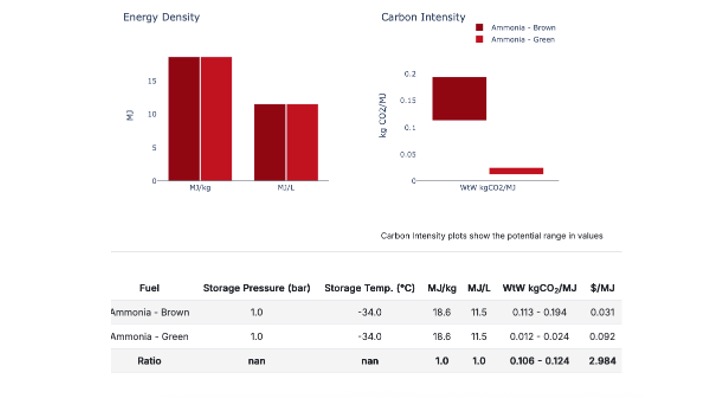 Energy Density
MJ
15
10
5
0
MJ/kg
MJ/L
Carbon Intensity
Ammonia - Brown
Ammonia - Green
kg CO2/MJ
0.2
0.15
0.1
0.05
0
WtW kgCO2/MJ
Carbon Intensity plots show the potential range in values
Fuel Storage Pressure (bar) Storage Temp. (°C) MJ/kg MJ/L WtW kgCO₂/MJ $/MJ
Ammonia - Brown 1.0 -34.0 18.6 11.5 0.113 - 0.194 0.031
Ammonia - Green 1.0 -34.0 18.6 11.5 0.012 - 0.024 0.092
Ratio nan nan 1.0 1.0 0.106 - 0.124 2.984